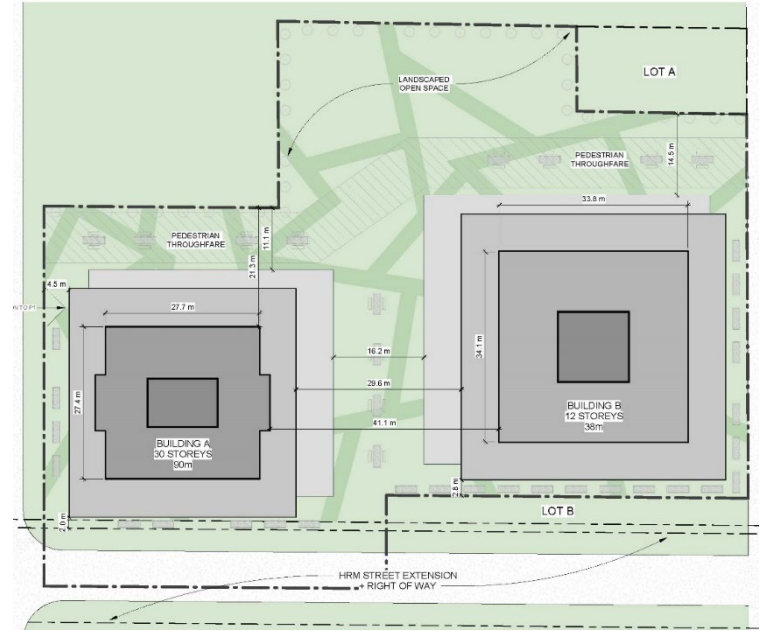 LOT A
LANDSCAPED
OPEN SPACE
PEDESTRIAN
THROUGHFARE
14.5 m
33.8 m
PEDESTRIAN
THROUGHFARE
11.1 m
21.3 m
4.5 m
27.7 m
34.1 m
16.2 m
29.6 m
27.4 m
41.1 m
BUILDING B
12 STOREYS
38m
BUILDING A
30 STOREYS
90m
2.8 m
LOT B
2.0 m
HRM STREET EXTENSION
+ RIGHT OF WAY